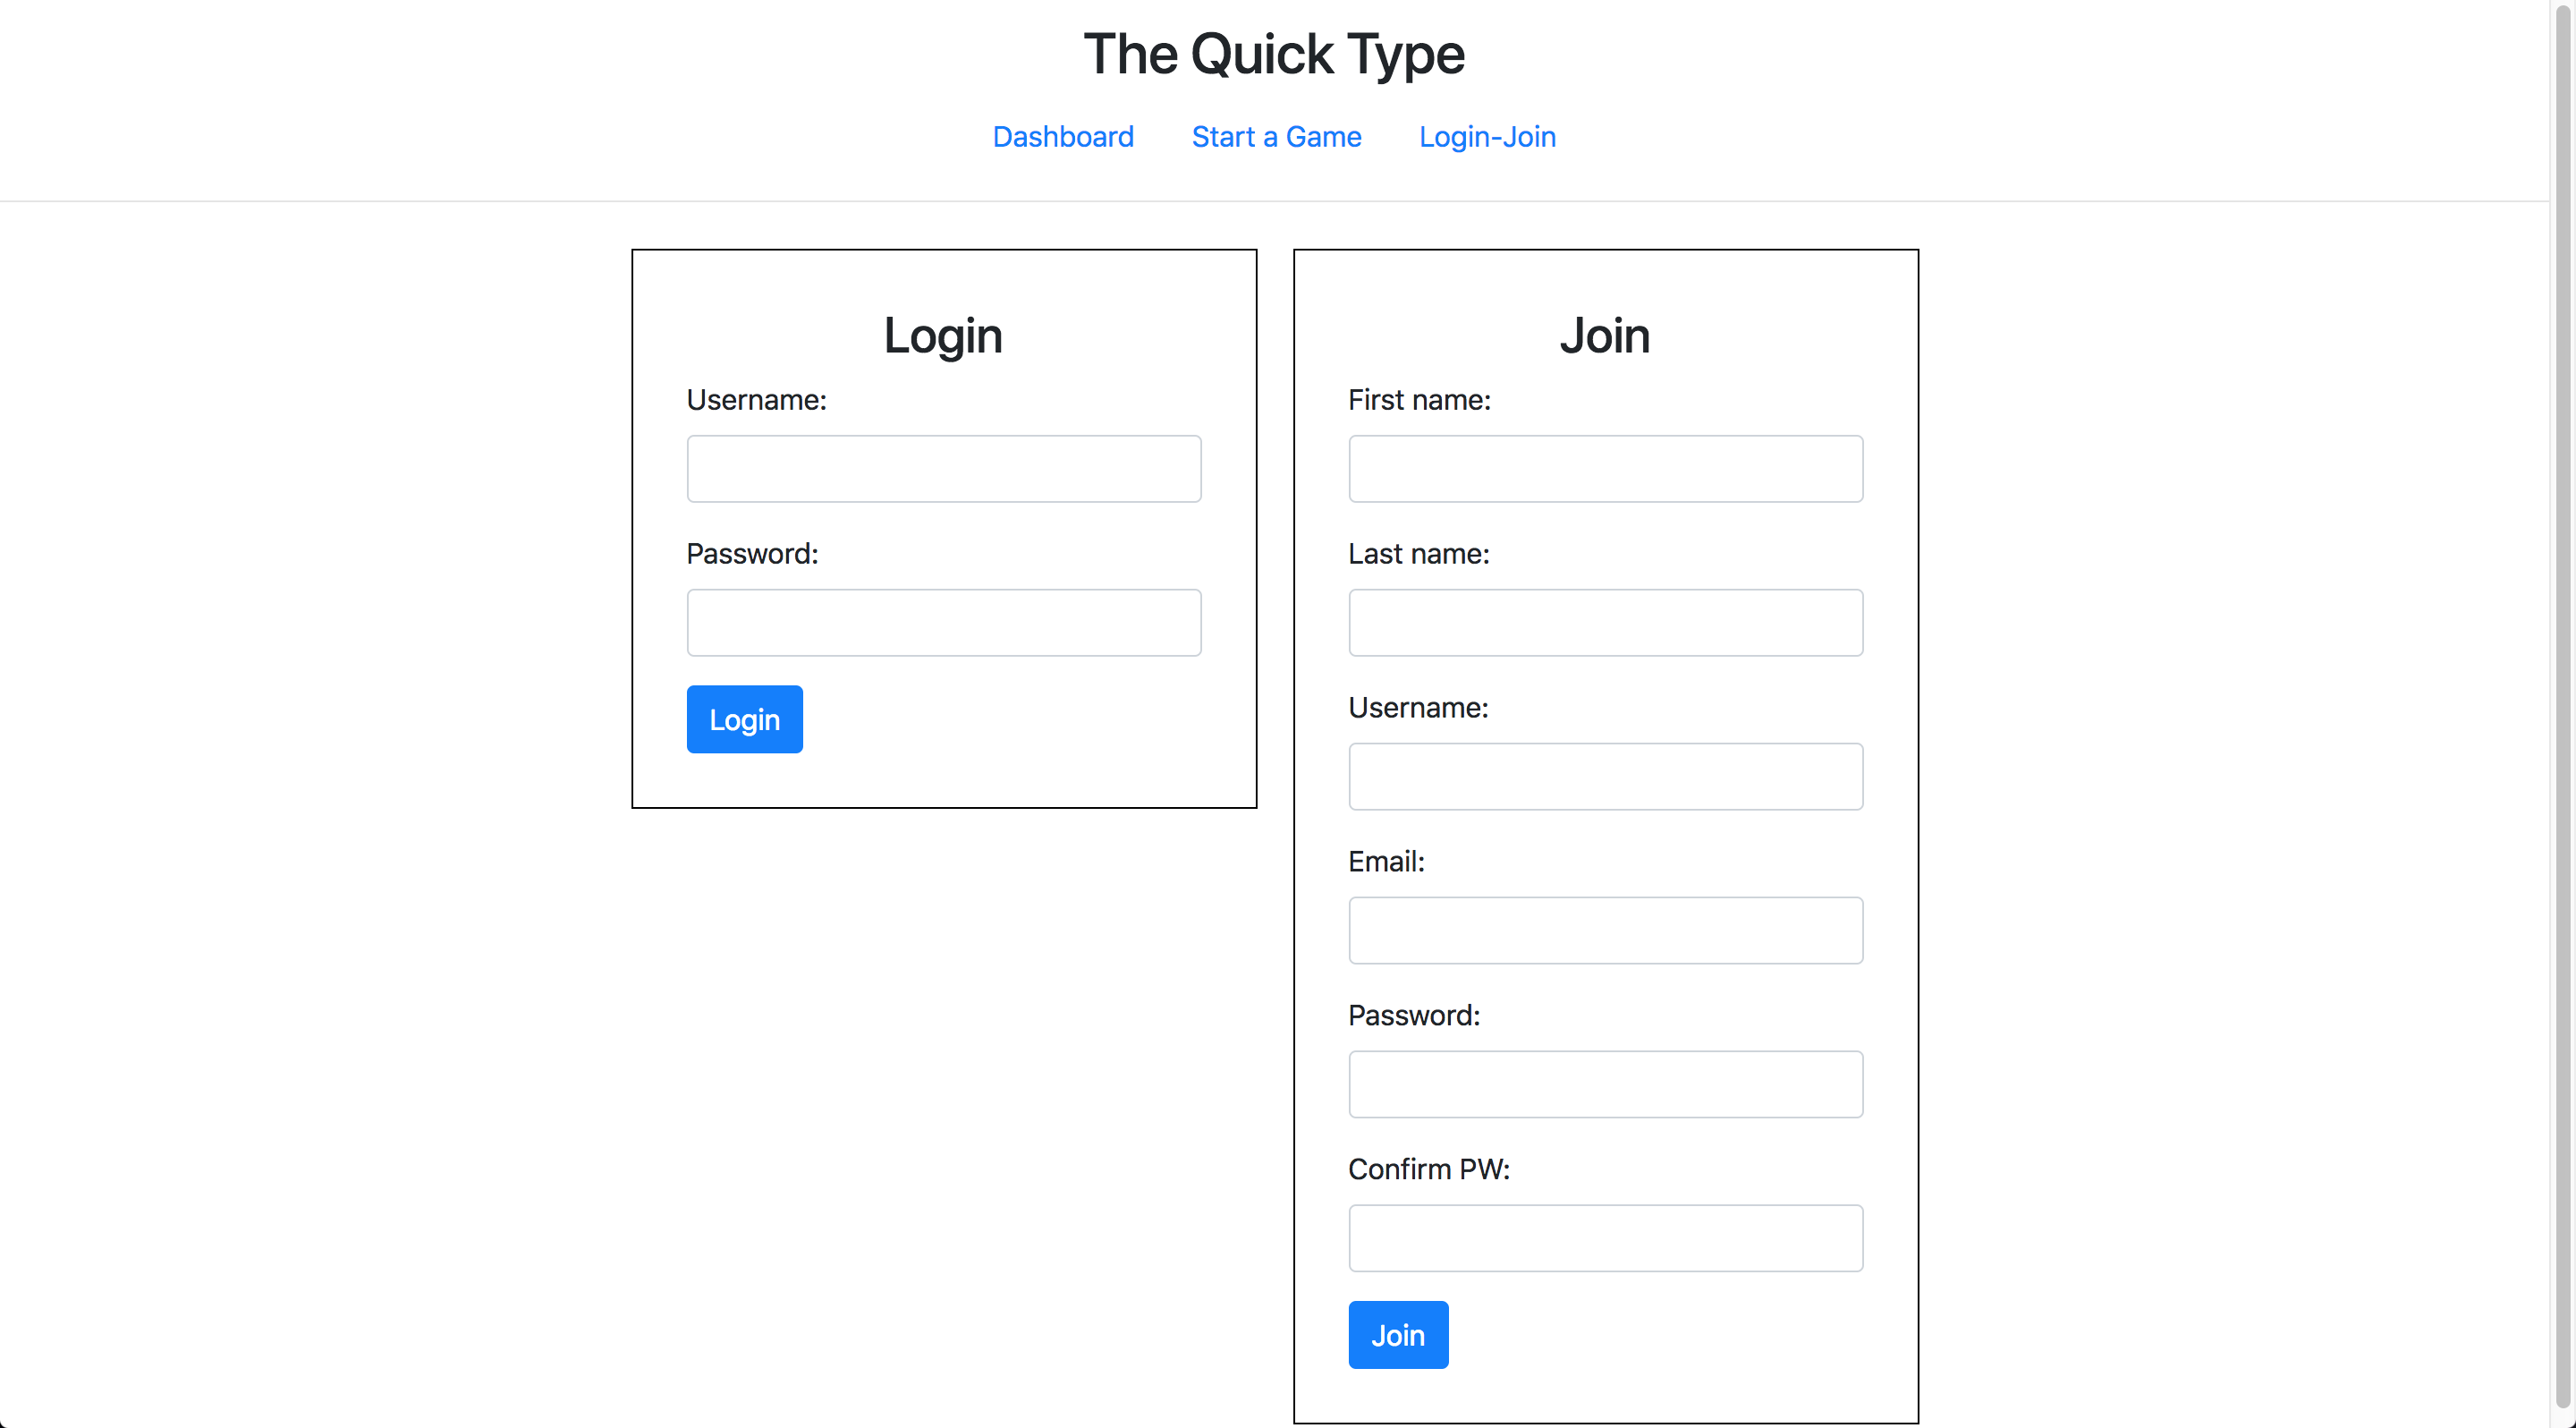 The Quick Type
Dashboard Start a Game Login-Join
Login
Username:
Password:
Login
Join
First name:
Last name:
Username:
Email:
Password:
Confirm PW:
Join